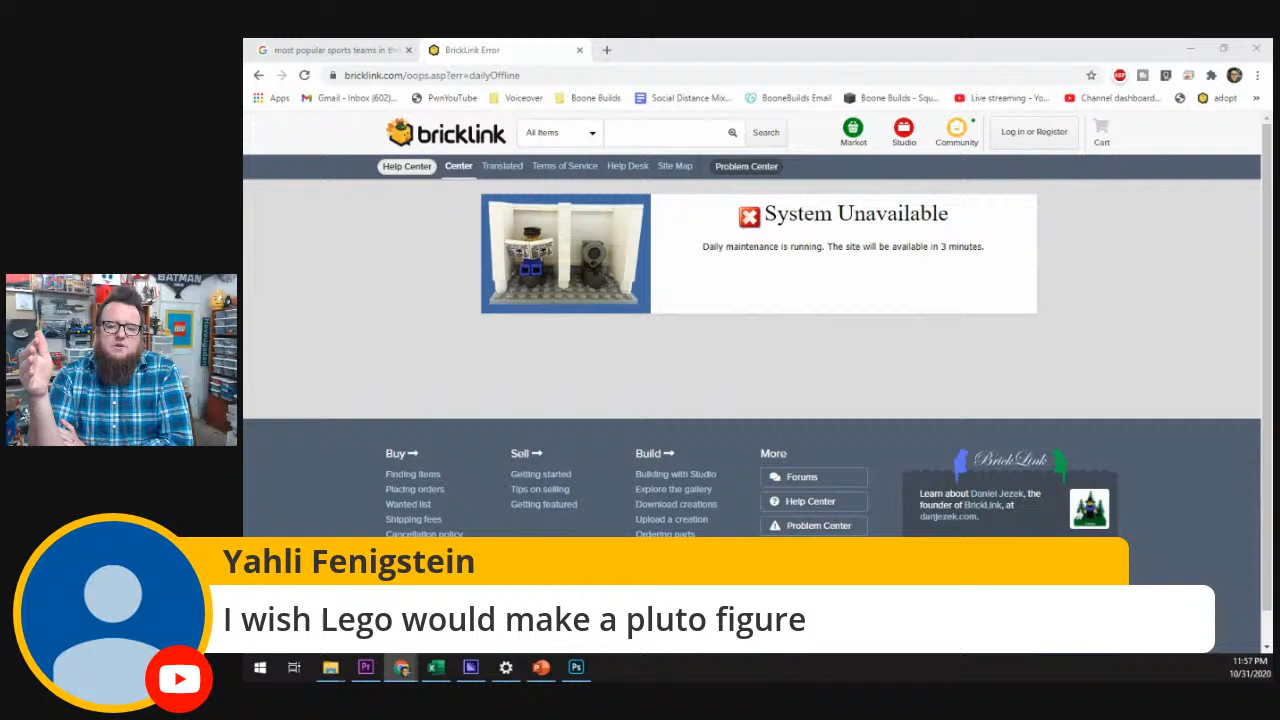 most popular sports teams in the
BrickLink Error
bricklink.com/oops.asp?err=dailyOffline
Apps
Gmail - Inbox (602)...
PwnYouTube
Voiceover
Boone Builds
Social Distance Mix...
BooneBuilds Email
Boone Builds - Squ...
Live streaming - Yo...
Channel dashboard...
adopt
bricklink
All Items
Search
Market
Studio
Community
Log in or Register
Cart
Help Center
Center
Translated
Terms of Service
Help Desk
Site Map
Problem Center
System Unavailable
Daily maintenance is running. The site will be available in 3 minutes.
BATMAN
LEGO
Buy
Finding items
Placing orders
Wanted list
Shipping fees
Cancellation policy
Sell
Getting started
Tips on selling
Getting featured
Build
Building with Studio
Explore the gallery
Download creations
Upload a creation
Ordering parts
More
Forums
Help Center
Problem Center
BrickLink
Learn about Daniel Jezek, the
founder of BrickLink, at
danjezek.com.
Yahli Fenigstein
I wish Lego would make a pluto figure
11:57 PM
10/31/2020